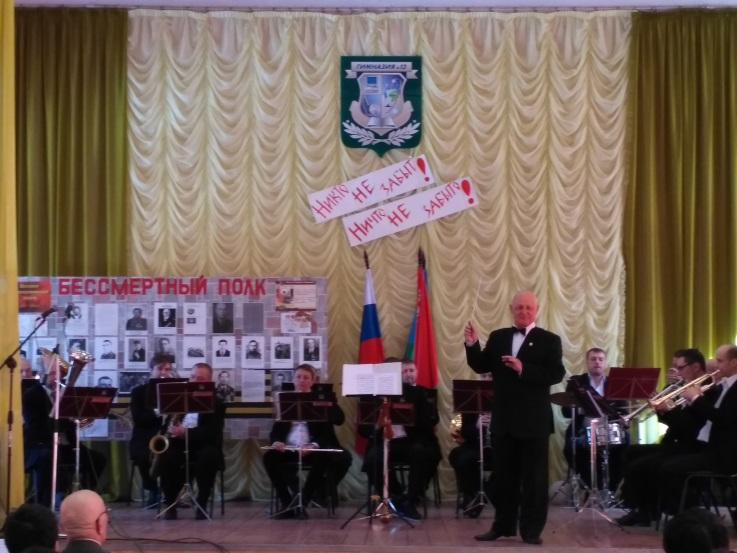 ГИМНАЗИЯ №12
НИКТО НЕ ЗАБЫТ!
НИЧТО НЕ ЗАБЫТО!
БЕССМЕРТНЫЙ ПОЛК